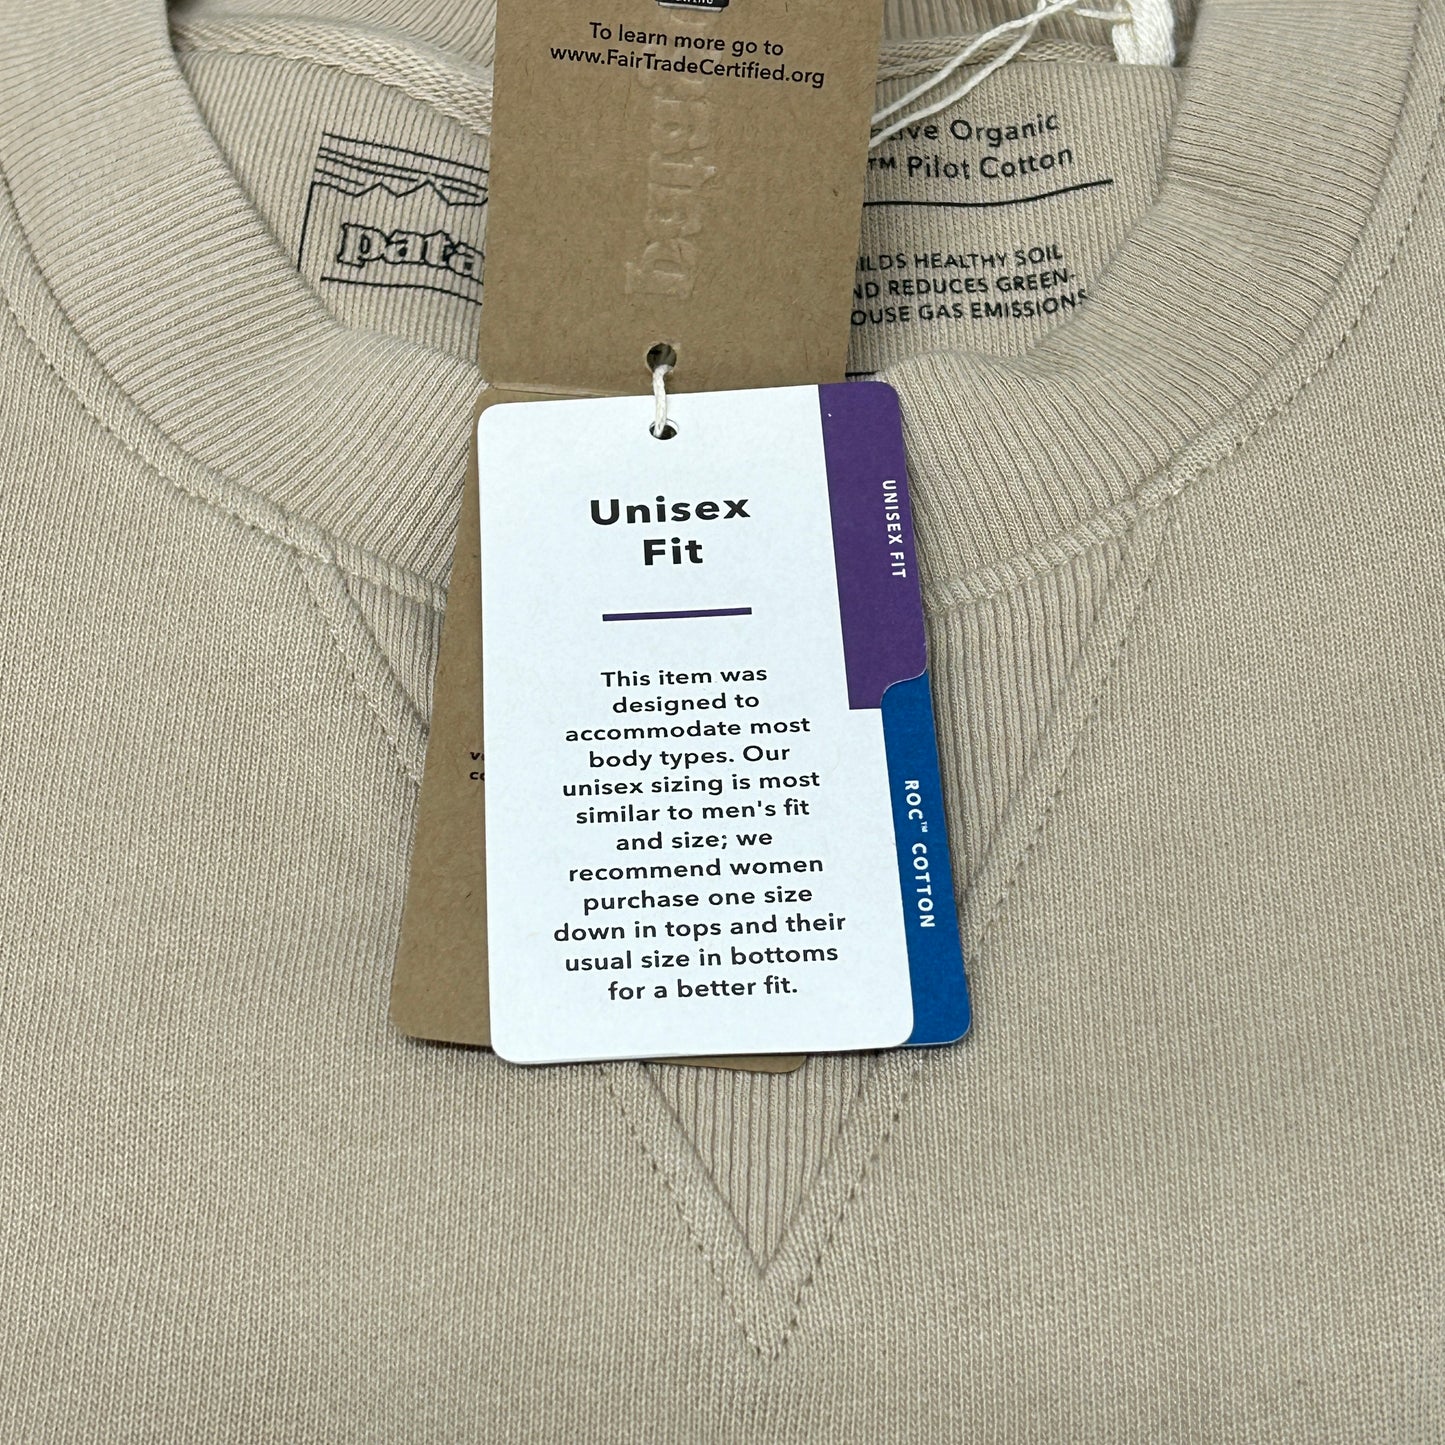 To learn more go to
www.FairTradeCertified.org
Organic
™ Pilot Cotton
HEALTHY SOIL
REDUCES GREEN-
GAS EMISSIONS
patagonia
Unisex
Fit
This item was
designed to
accommodate most
body types. Our
unisex sizing is most
similar to men's fit
and size; we
recommend women
purchase one size
down in tops and their
usual size in bottoms
for a better fit.
UNISEX FIT
ROC™ COTTON